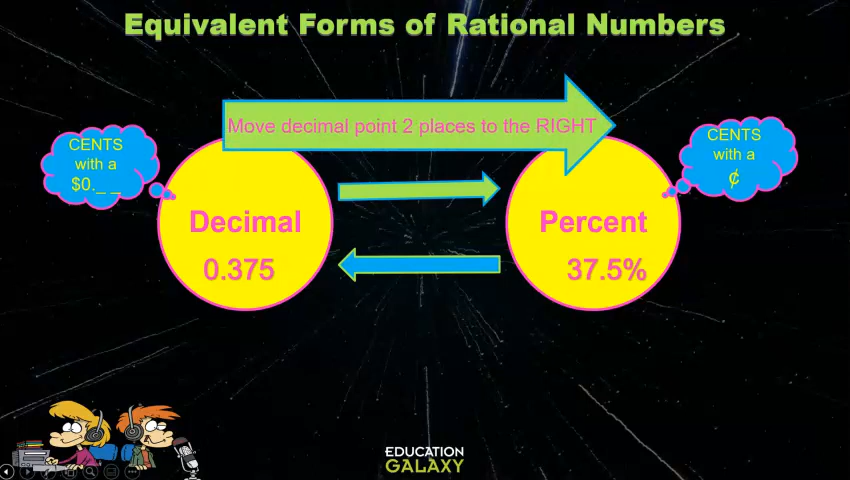 Equivalent Forms of Rational Numbers
Move decimal point 2 places to the RIGHT
CENTS
with a
$0._ _
CENTS
with a
¢
Decimal
0.375
Percent
37.5%
EDUCATION
GALAXY